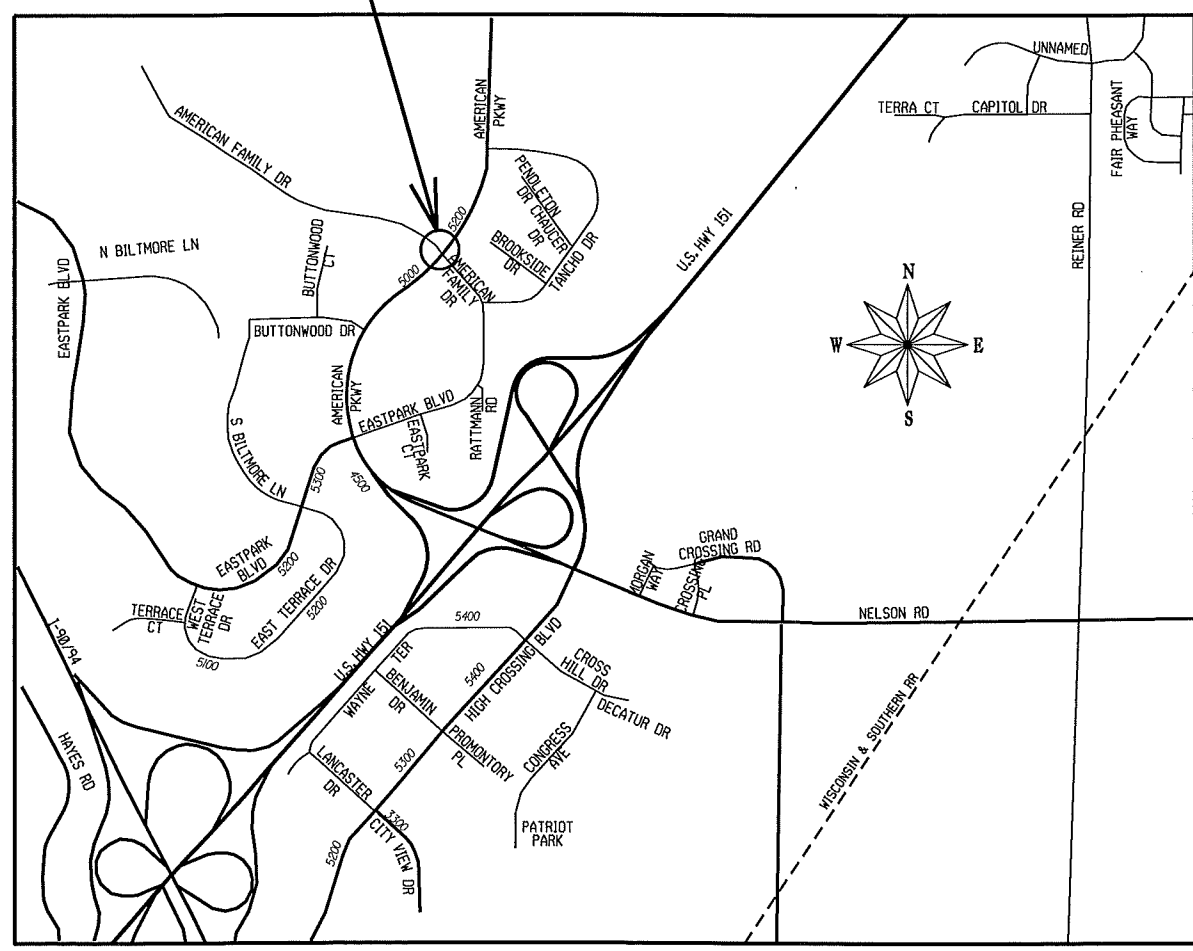 UNNAMED
TERRA CT
CAPITOL DR
FAIR PHEASANT
WAY
AMERICAN
PKWY
AMERICAN FAMILY DR
PENDLETON
DR
CHAUCER
DR
BROOKSIDE
DR
TANCHO DR
5200
U.S. HWY 151
REINER RD
N BILTMORE LN
BUTTONWOOD
CT
EASTPARK BLVD
5000
AMERICAN
FAMILY
DR
N
W
E
S
BUTTONWOOD DR
AMERICAN
PKWY
EASTPARK BLVD
EASTPARK
CT
RATTMANN
RD
S BILTMORE LN
5300
4500
GRAND
CROSSING RD
MORGAN
WAY
CROSSING
PL
EASTPARK
BLVD
5200
TERRACE
CT
WEST
TERRACE
DR
EAST TERRACE DR
5200
5100
NELSON RD
I-90/94
U.S. HWY 151
5400
WAYNE TER
BENJAMIN
DR
5400
HIGH CROSSING BLVD
CROSS
HILL DR
DECATUR DR
HAYES RD
LANCASTER
DR
5300
PROMONTORY
PL
CONGRESS
AVE
WISCONSIN & SOUTHERN RR
3300
CITY VIEW DR
5200
PATRIOT
PARK